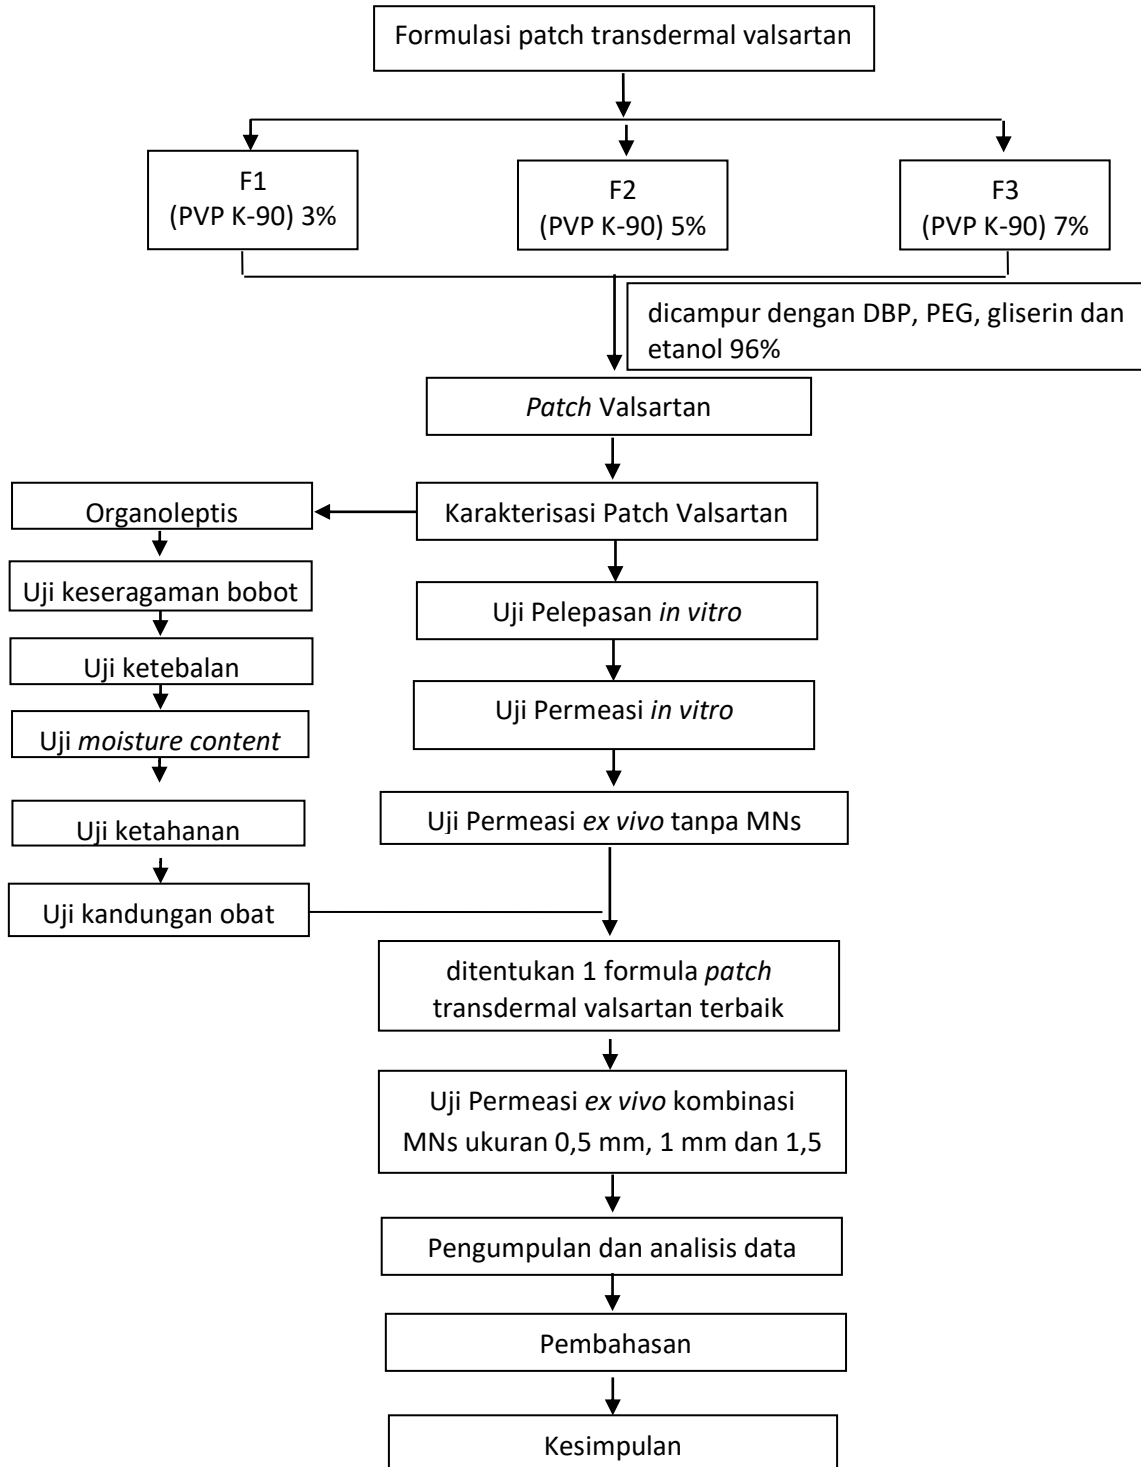 Formulasi patch transdermal valsartan
F1
(PVP K-90) 3%
F2
(PVP K-90) 5%
F3
(PVP K-90) 7%
dicampur dengan DBP, PEG, gliserin dan
etanol 96%
Patch Valsartan
Karakterisasi Patch Valsartan
Organoleptis
Uji keseragaman bobot
Uji ketebalan
Uji moisture content
Uji ketahanan
Uji kandungan obat
Uji Pelepasan in vitro
Uji Permeasi in vitro
Uji Permeasi ex vivo tanpa MNs
ditentukan 1 formula patch
transdermal valsartan terbaik
Uji Permeasi ex vivo kombinasi
MNs ukuran 0,5 mm, 1 mm dan 1,5
Pengumpulan dan analisis data
Pembahasan
Kesimpulan